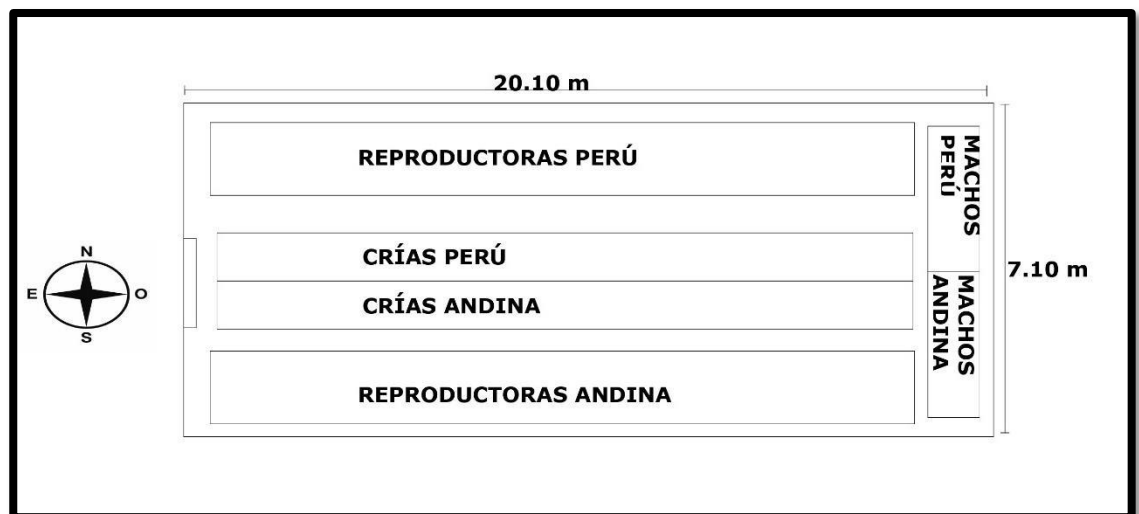 20.10 m
REPRODUCTORAS PERÚ
MACHOS
PERÚ
N
E
O
S
CRÍAS PERÚ
CRÍAS ANDINA
7.10 m
MACHOS
ANDINA
REPRODUCTORAS ANDINA